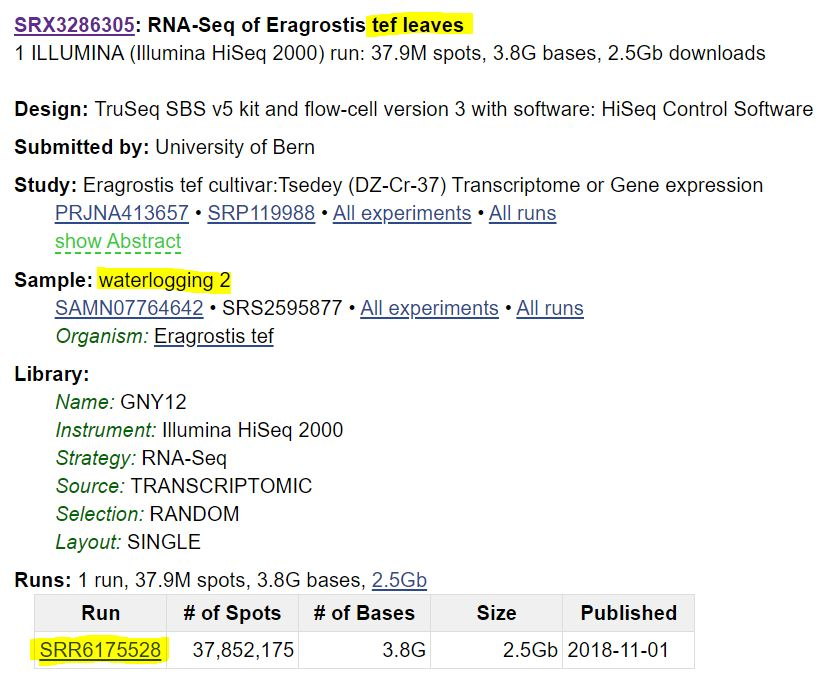 SRX3286305: RNA-Seq of Eragrostis tef leaves
1 ILLUMINA (Illumina HiSeq 2000) run: 37.9M spots, 3.8G bases, 2.5Gb downloads
Design: TruSeq SBS v5 kit and flow-cell version 3 with software: HiSeq Control Software
Submitted by: University of Bern
Study: Eragrostis tef cultivar:Tsedey (DZ-Cr-37) Transcriptome or Gene expression
PRJNA413657 • SRP119988 • All experiments • All runs
show Abstract
Sample: waterlogging 2
SAMN07764642 • SRS2595877 • All experiments • All runs
Organism: Eragrostis tef
Library:
Name: GNY12
Instrument: Illumina HiSeq 2000
Strategy: RNA-Seq
Source: TRANSCRIPTOMIC
Selection: RANDOM
Layout: SINGLE
Runs: 1 run, 37.9M spots, 3.8G bases, 2.5Gb
Run # of Spots # of Bases Size Published
SRR6175528 37,852,175 3.8G 2.5Gb 2018-11-01